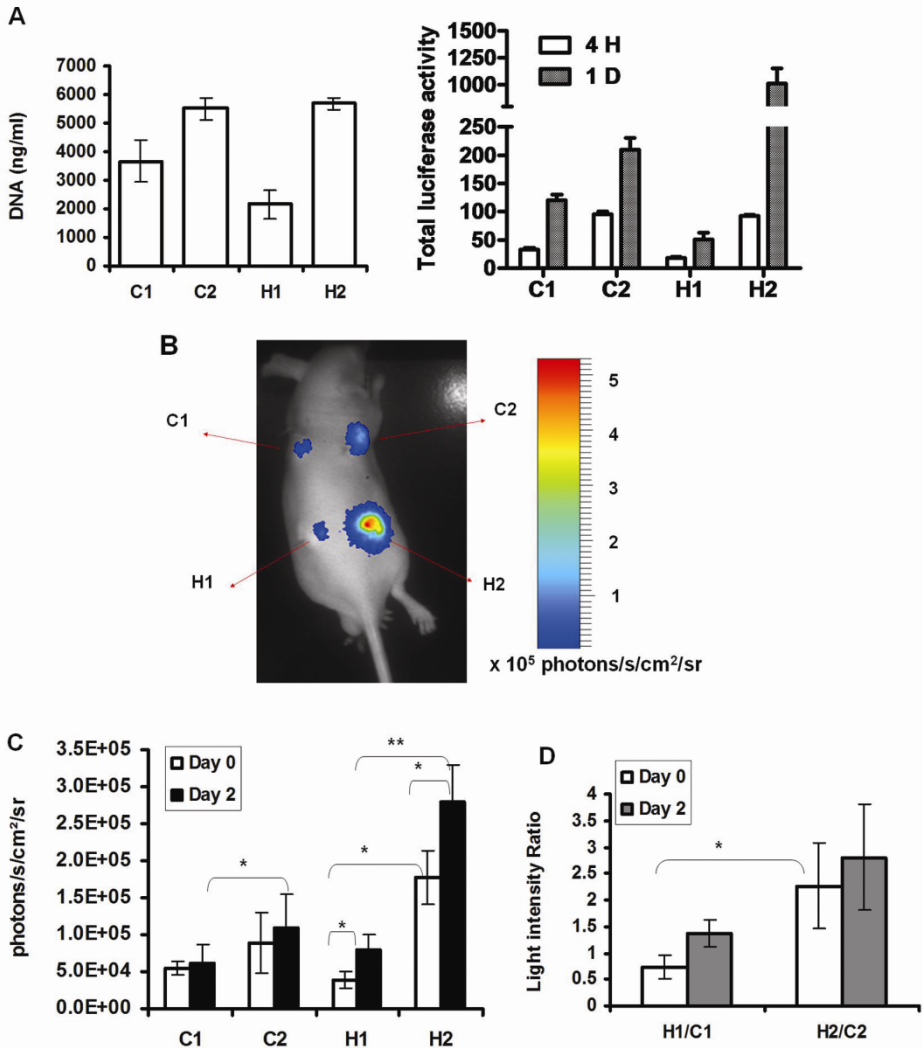 A
DNA (ng/ml)
7000
6000
5000
4000
3000
2000
1000
0
C1 C2 H1 H2
Total luciferase activity
1500
1250
1000
250
200
150
100
50
0
4 H
1 D
C1 C2 H1 H2
B
C1
C2
H1
H2
5
4
3
2
1
x 10⁵ photons/s/cm²/sr
C
photons/s/cm²/sr
3.5E+05
3.0E+05
2.5E+05
2.0E+05
1.5E+05
1.0E+05
5.0E+04
0.0E+00
Day 0
Day 2
*
*
*
**
*
C1 C2 H1 H2
D
Light intensity Ratio
4
3.5
3
2.5
2
1.5
1
0.5
0
Day 0
Day 2
*
H1/C1 H2/C2